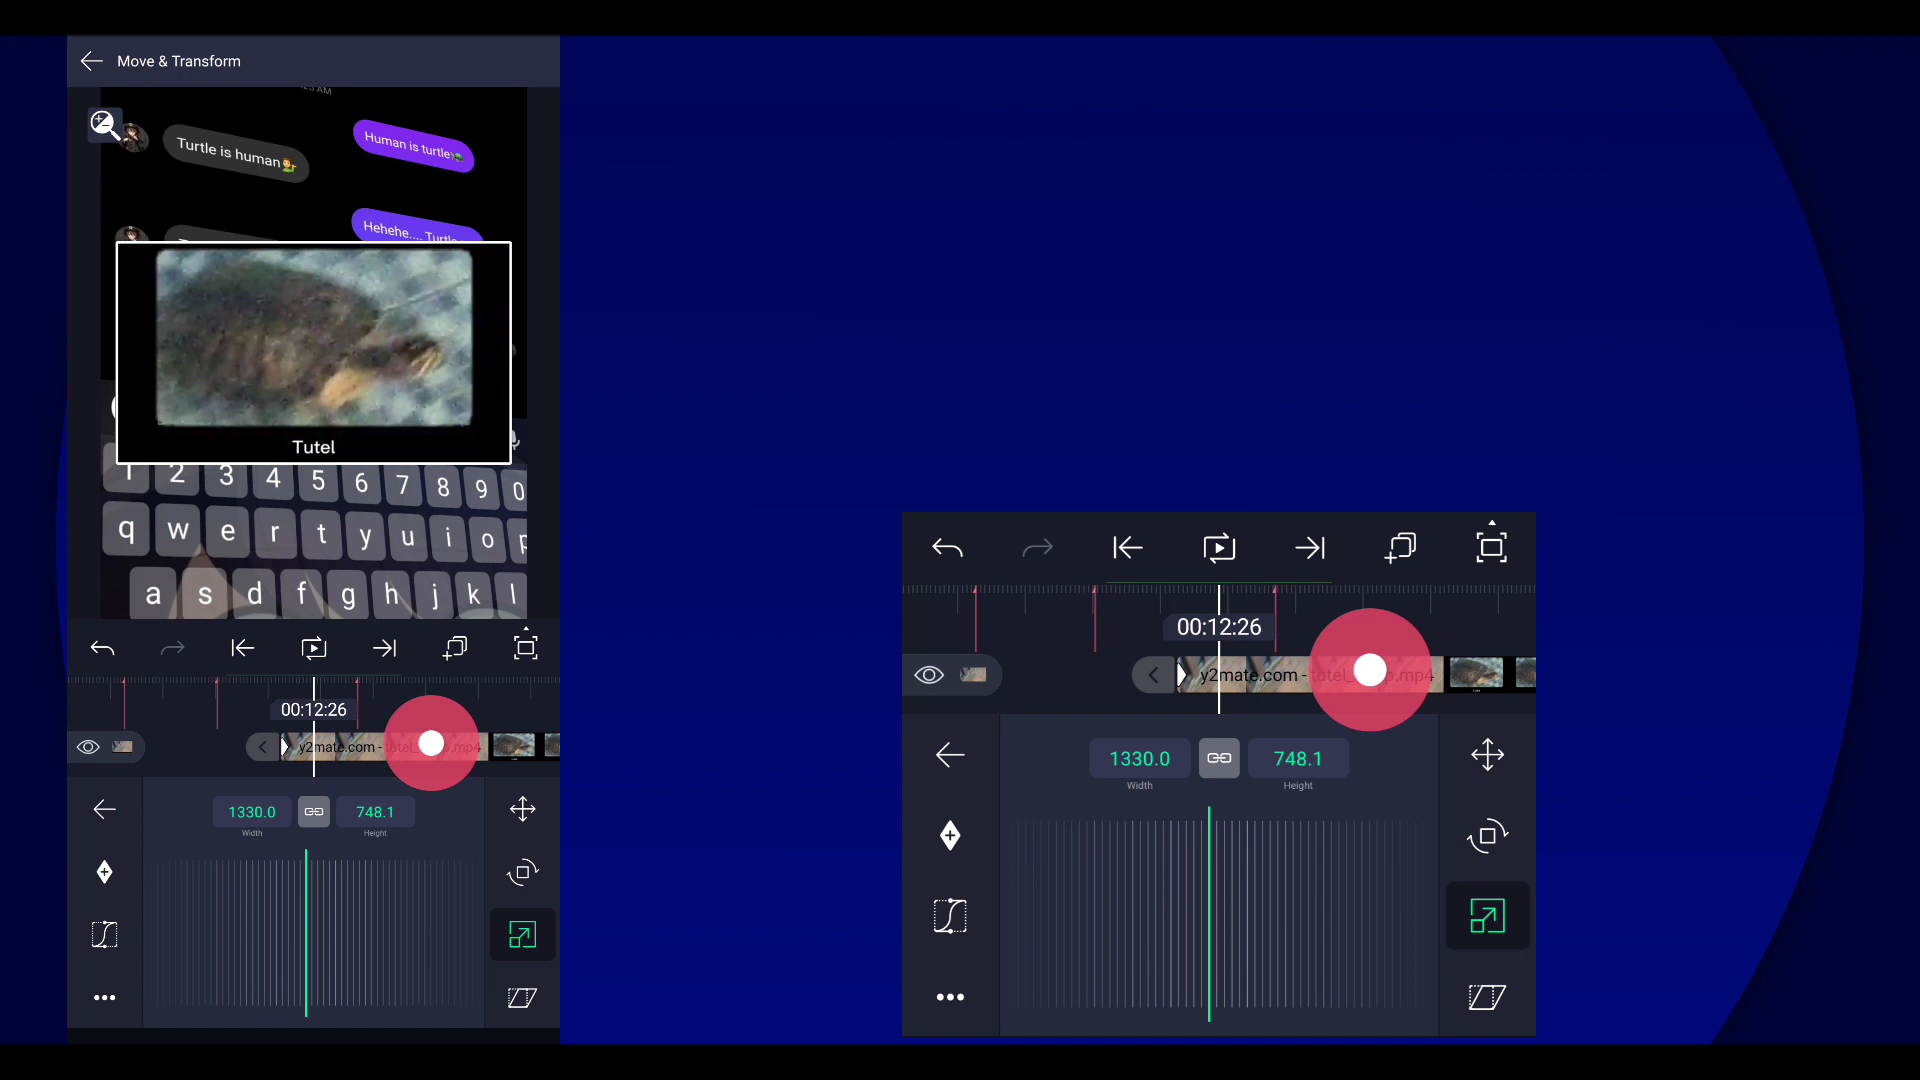 Move & Transform
Turtle is human
Human is turtle
Hehehe....
Tutel
1 2 3 4 5 6 7 8 9 0
q w e r t y u i o p
a s d f g h j k l
00:12:26
y2mate.com -
1330.0
748.1
Width
Height
00:12:26
y2mate.com -
1330.0
748.1
Width
Height